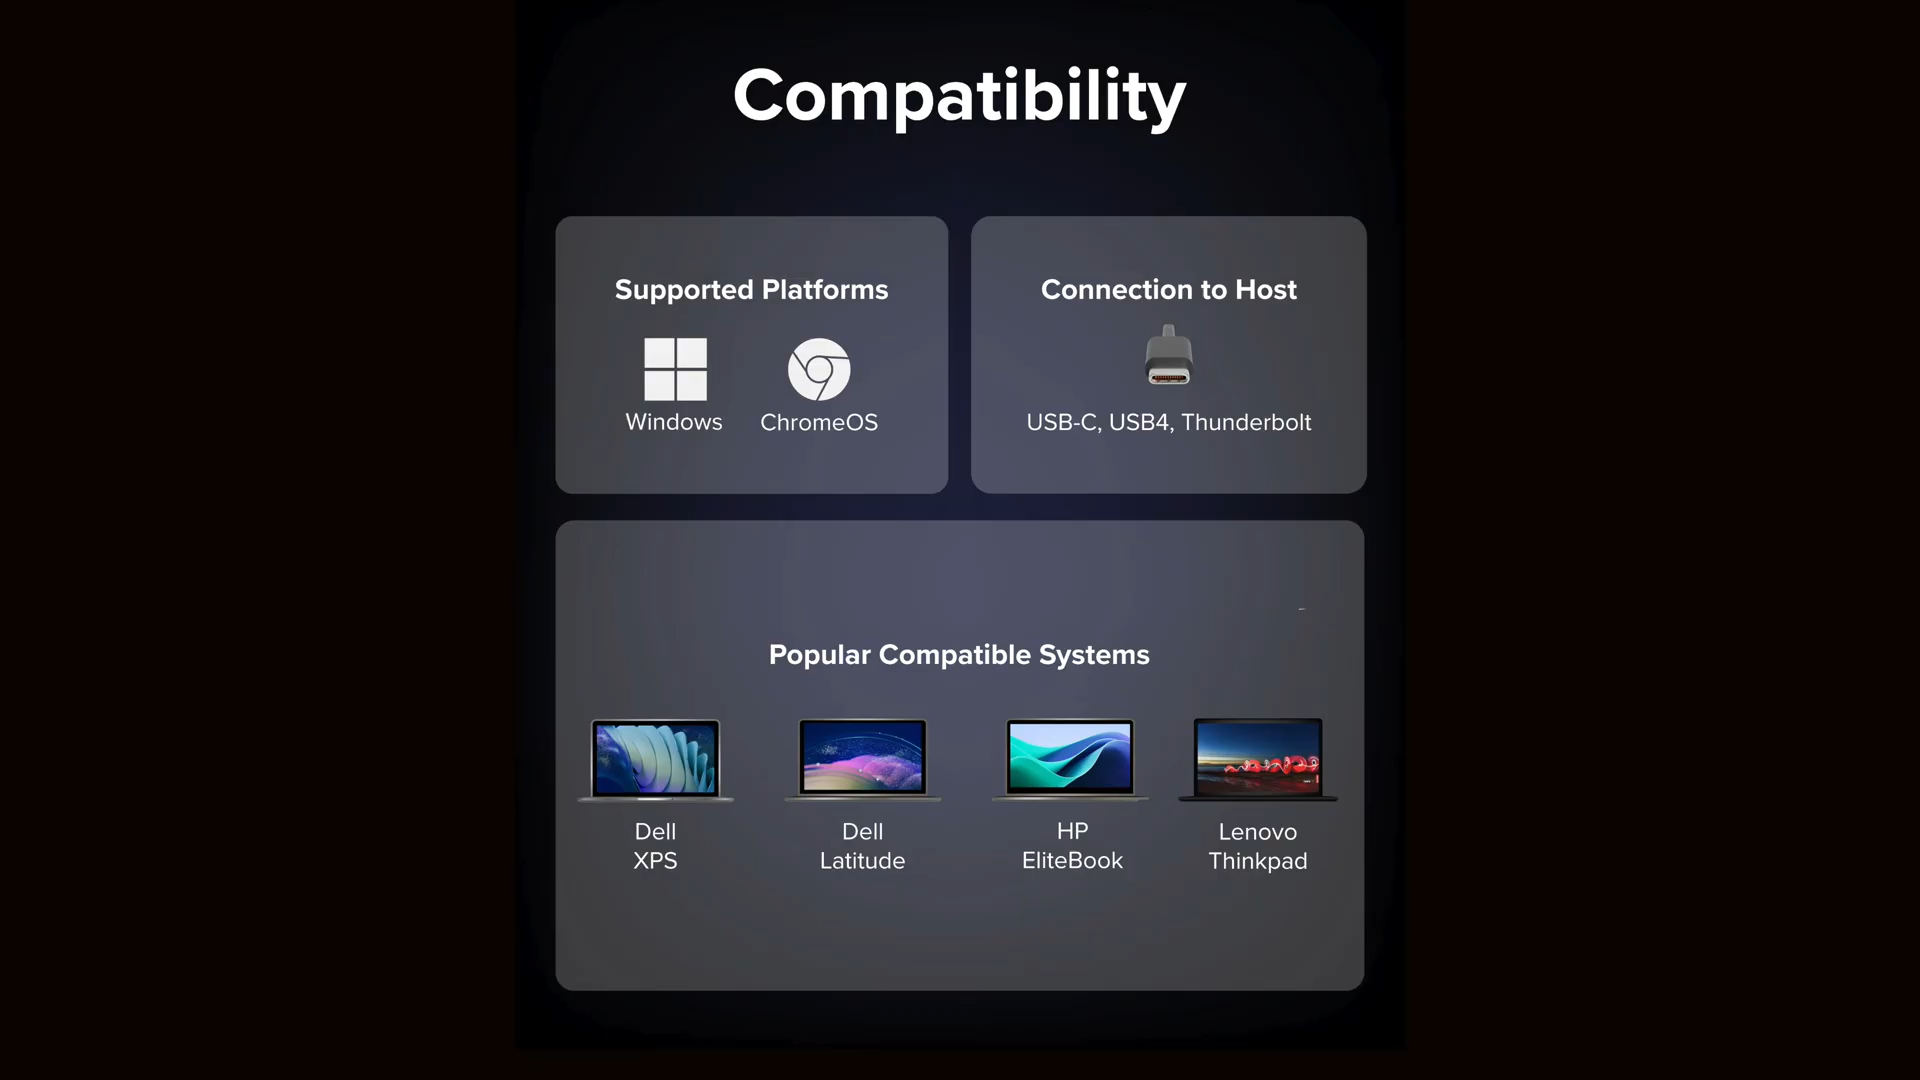 Compatibility
Supported Platforms
Windows
ChromeOS
Connection to Host
USB-C, USB4, Thunderbolt
Popular Compatible Systems
Dell
XPS
Dell
Latitude
HP
EliteBook
Lenovo
Thinkpad